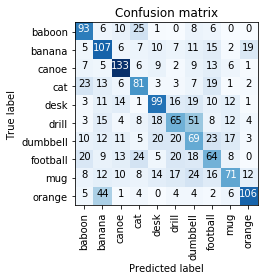 Confusion matrix
True label
baboon 93 6 10 25 1 0 8 6 0 0
banana 7 107 6 7 10 7 11 15 2 19
canoe 7 5 133 6 9 2 9 13 6 1
cat 23 13 6 81 3 3 7 19 1 2
desk 3 11 14 1 99 16 19 10 12 1
drill 3 15 4 8 18 65 51 8 12 4
dumbbell 10 12 11 5 20 20 69 23 17 3
football 20 9 13 24 5 20 18 64 8 0
mug 8 12 10 8 14 17 24 16 71 12
orange 5 44 1 4 0 4 4 2 6 106
baboon
banana
canoe
cat
desk
drill
dumbbell
football
mug
orange
Predicted label